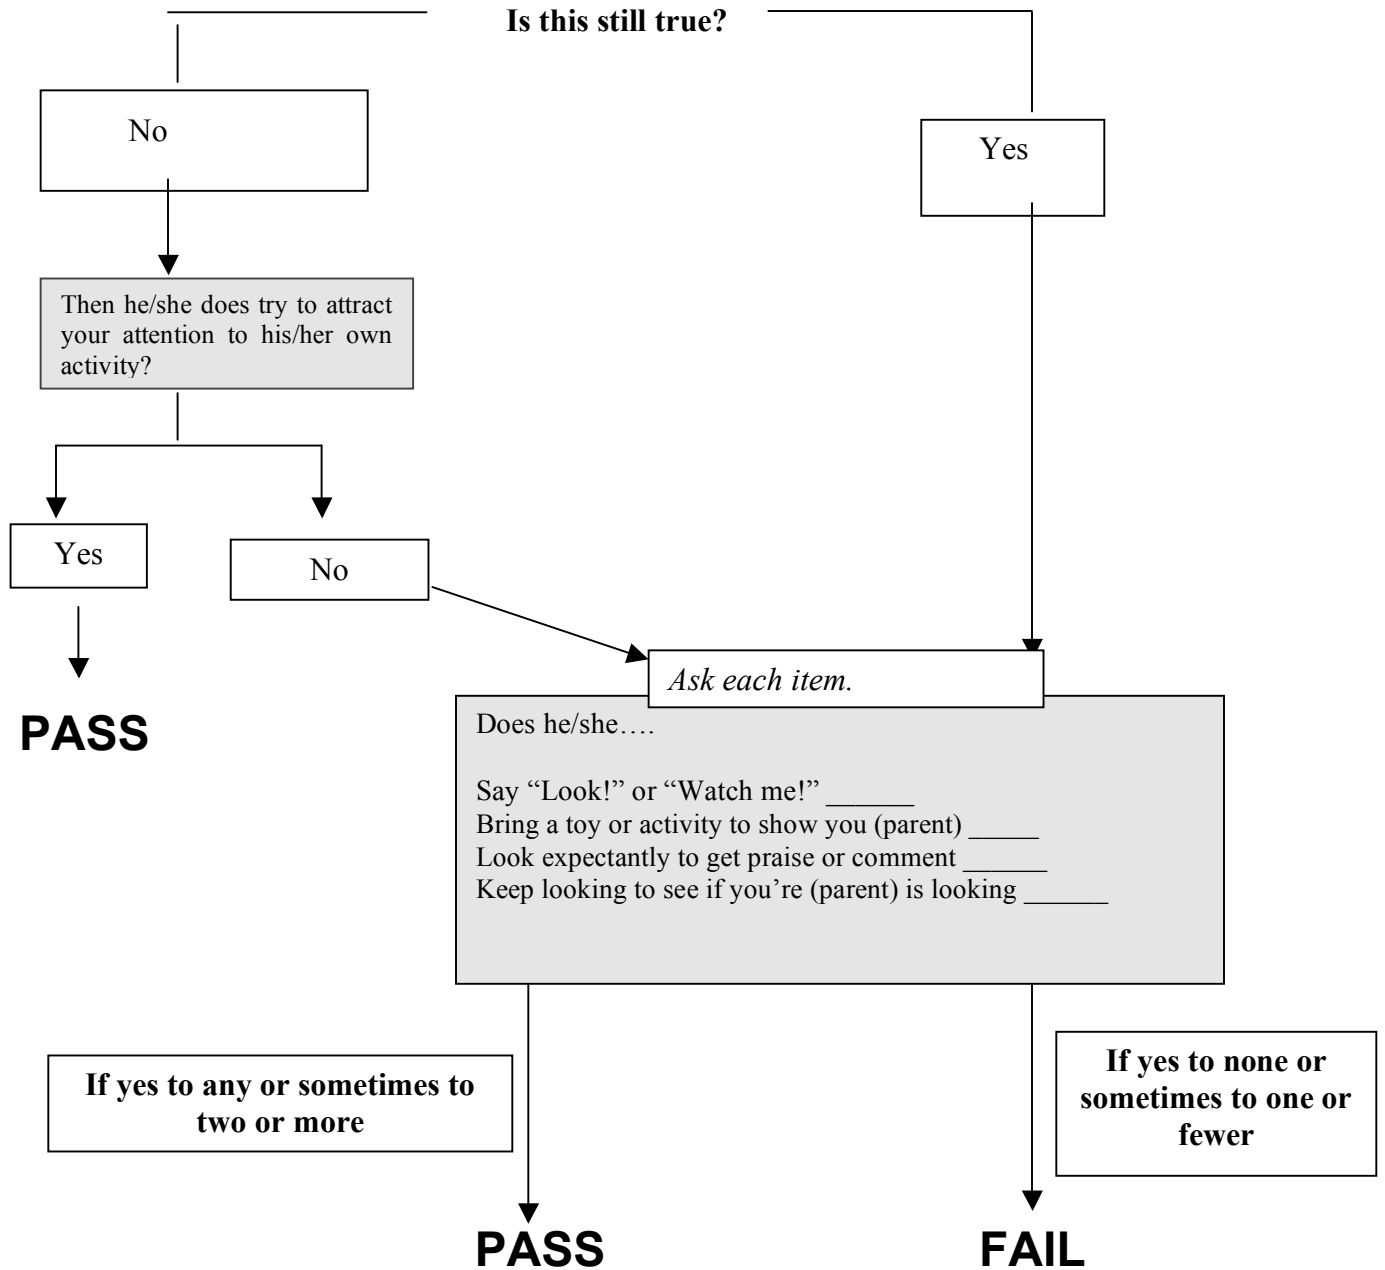 Is this still true?
No
Yes
Then he/she does try to attract
your attention to his/her own
activity?
Yes
No
PASS
Ask each item.
Does he/she….
Say “Look!” or “Watch me!” ______
Bring a toy or activity to show you (parent) _____
Look expectantly to get praise or comment ______
Keep looking to see if you’re (parent) is looking ______
If yes to any or sometimes to
two or more
If yes to none or
sometimes to one or
fewer
PASS
FAIL